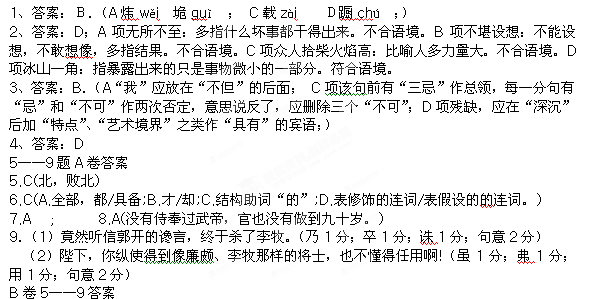 1、答案: B.（A炜 wěi  埳 guī  ； C 载 zài   D 踬 chú  ;）
2、答案: D；A 项无所不至：多指什么坏事都干得出来。不合语境。B 项不堪设想：不能设
想，不敢想像，多指结果。不合语境。C 项众人拾柴火焰高：比喻人多力量大。不合语境。D
项冰山一角：指暴露出来的只是事物微小的一部分。符合语境。
3、答案: B.（A“我”应放在“不但”的后面； C 项该句前有“三忌”作总领，每一分句有
“忌”和“不可”作两次否定，意思说反了，应删除三个“不可”；D 项残缺，应在“深沉”
后加“特点”、“艺术境界”之类作“具有”的宾语；）
4、答案: D
5——9题 A 卷答案
5.C(北，败北)
6.C(A.全部，都/具备;B.才/却;C.结构助词“的”;D.表修饰的连词/表假设的的连词。)
7.A  ；    8.A(没有侍奉过武帝，官也没有做到九十岁。)
9.（1）竟然听信郭开的谗言，终于杀了李牧。（乃 1 分；卒 1 分；诛 1 分；句意 2 分）
（2）陛下，你纵使得到像廉颇、李牧那样的将士，也不懂得任用啊!（虽 1 分；弗 1 分；
用 1 分；句意 2 分）
B 卷 5——9 答案